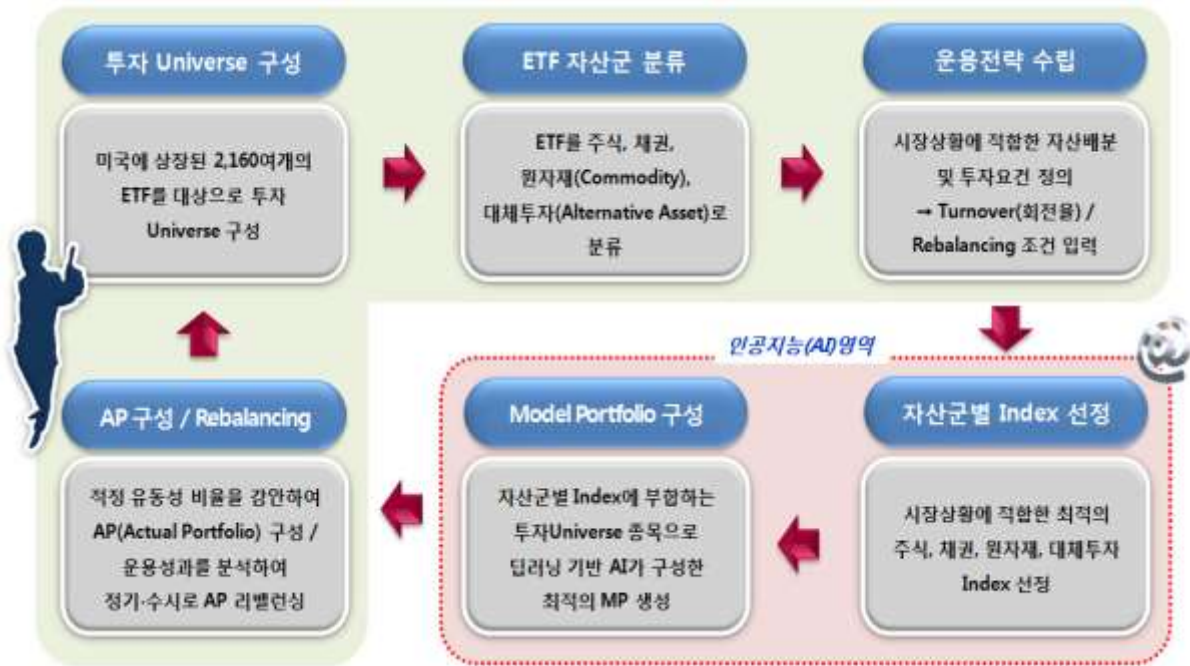 투자 Universe 구성
미국에 상장된 2,160여개의
ETF를 대상으로 투자
Universe 구성
ETF 자산군 분류
ETF를 주식, 채권,
원자재(Commodity),
대체투자(Alternative Asset)로
분류
운용전략 수립
시장상황에 적합한 자산배분
및 투자요건 정의
→ Turnover(회전율) /
Rebalancing 조건 입력
인공지능(AI)영역
자산군별 Index 선정
시장상황에 적합한 최적의
주식, 채권, 원자재, 대체투자
Index 선정
Model Portfolio 구성
자산군별 Index에 부합하는
투자Universe 종목으로
딥러닝 기반 AI가 구성한
최적의 MP 생성
AP 구성 / Rebalancing
적정 유동성 비율을 감안하여
AP(Actual Portfolio) 구성 /
운용성과를 분석하여
정기·수시로 AP 리밸런싱